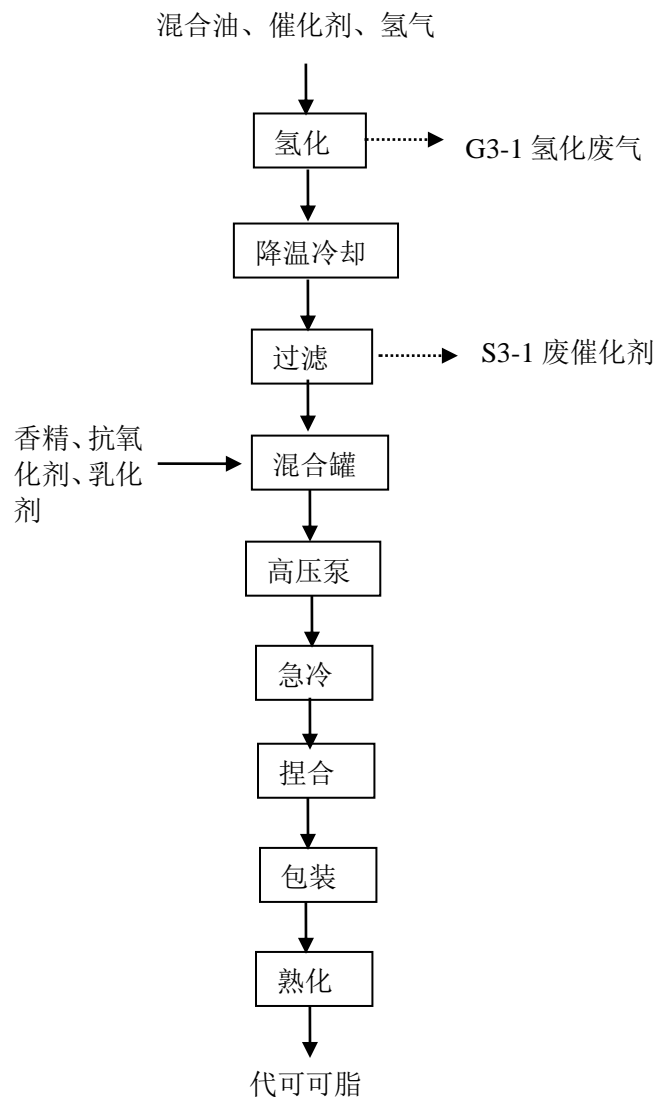 混合油、催化剂、氢气
氢化
G3-1 氢化废气
降温冷却
过滤
S3-1 废催化剂
香精、抗氧
化剂、乳化
剂
混合罐
高压泵
急冷
捏合
包装
熟化
代可可脂